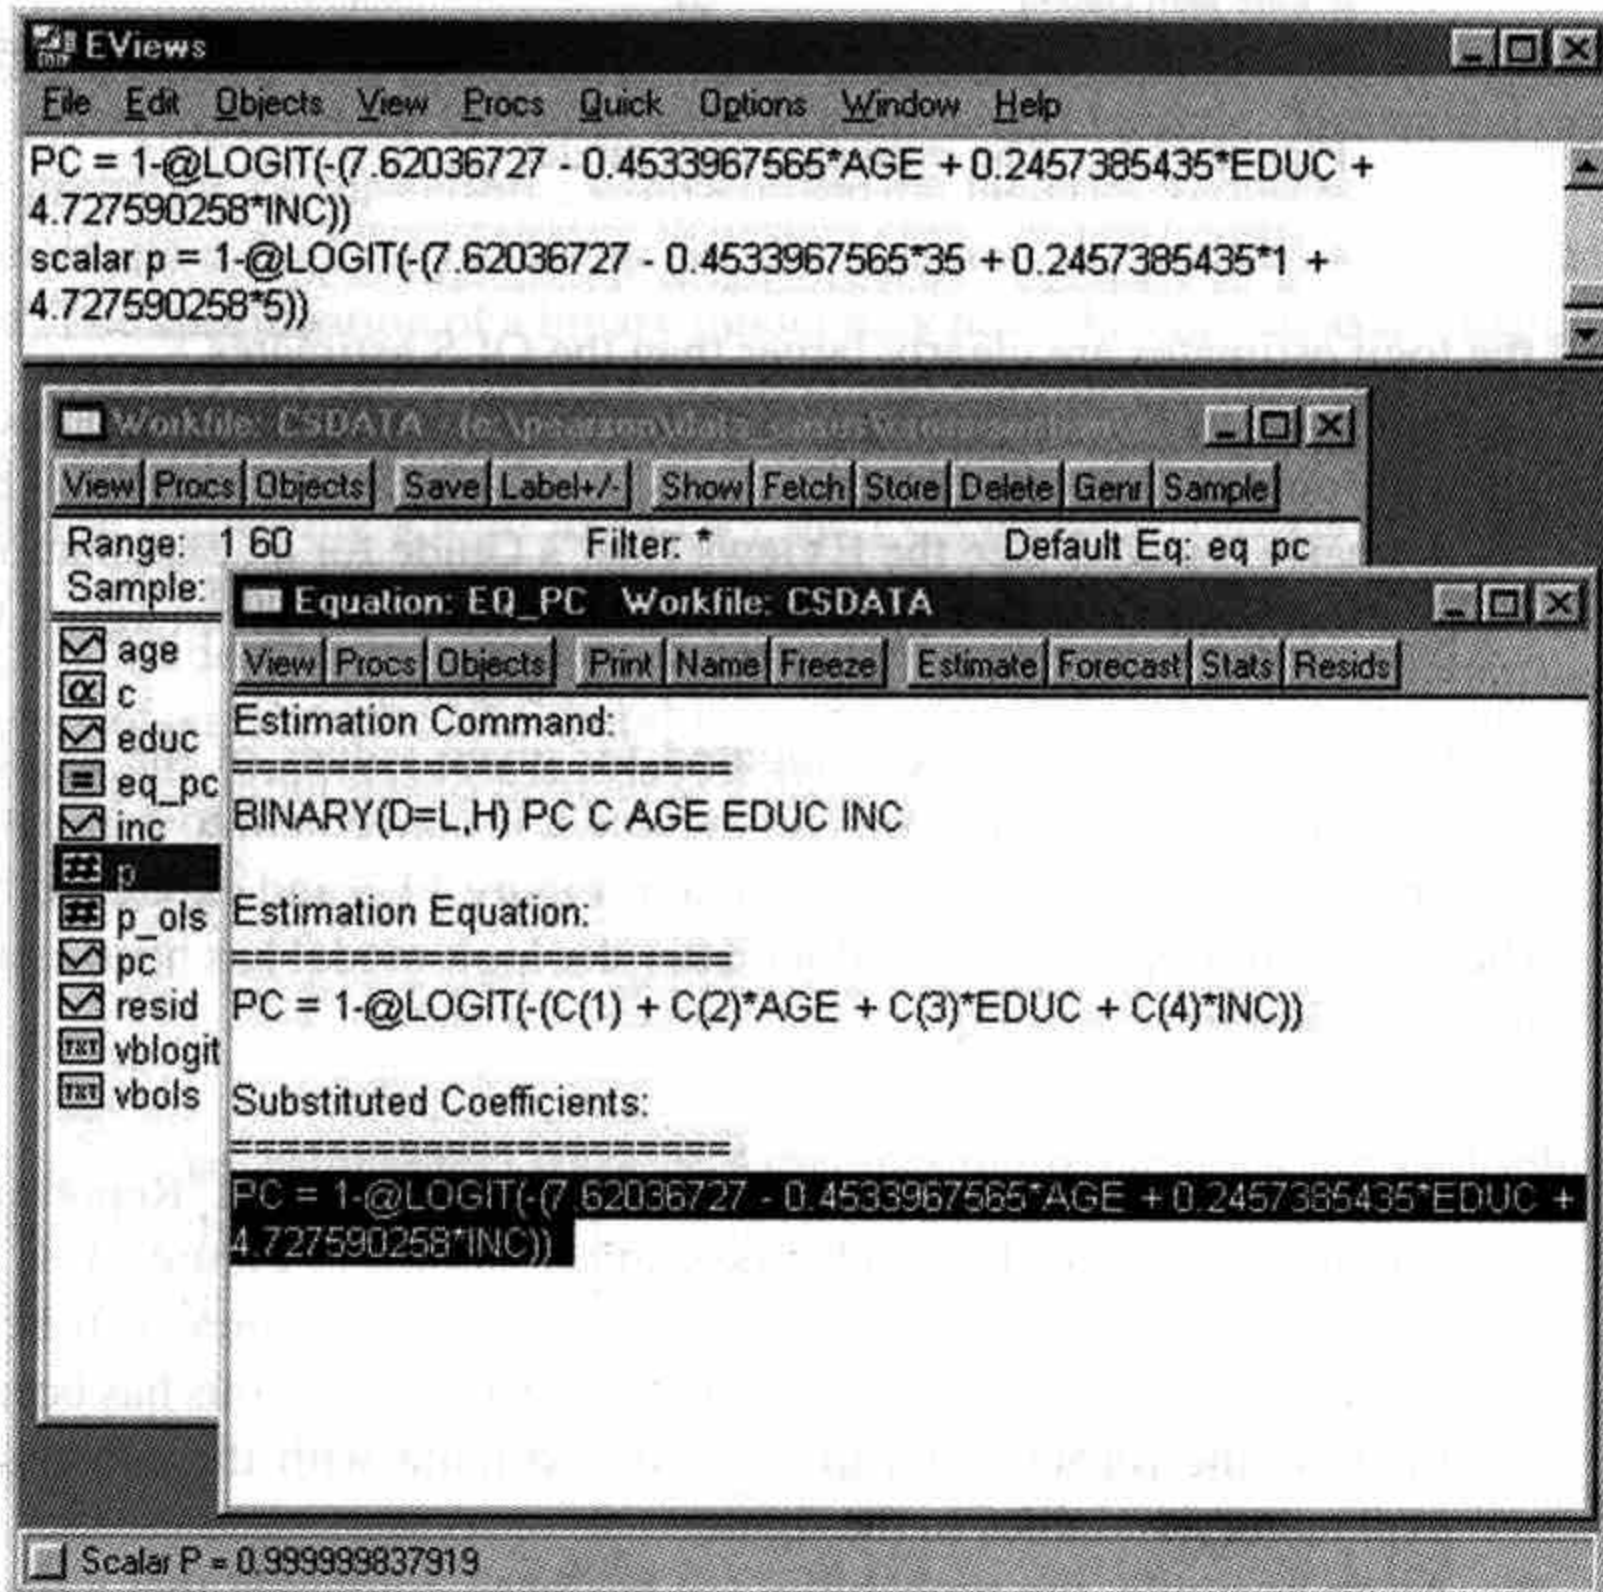 EViews
File Edit Objects View Procs Quick Options Window Help
PC = 1-@LOGIT(-(7.62036727 - 0.4533967565*AGE + 0.2457385435*EDUC +
4.727590258*INC))
scalar p = 1-@LOGIT(-(7.62036727 - 0.4533967565*35 + 0.2457385435*1 +
4.727590258*5))
Workfile: CSDATA
View Procs Objects Save Label+/- Show Fetch Store Delete Genr Sample
Range: 1 60 Filter: * Default Eq: eq_pc
Sample:
age
c
educ
eq_pc
inc
p
p_ols
pc
resid
vblogit
vbols
Equation: EQ_PC Workfile: CSDATA
View Procs Objects Print Name Freeze Estimate Forecast Stats Resids
Estimation Command:
=====================
BINARY(D=L,H) PC C AGE EDUC INC
Estimation Equation:
=====================
PC = 1-@LOGIT(-(C(1) + C(2)*AGE + C(3)*EDUC + C(4)*INC))
Substituted Coefficients:
=====================
PC = 1-@LOGIT(-(7.62036727 - 0.4533967565*AGE + 0.2457385435*EDUC +
4.727590258*INC))
Scalar P = 0.999999837919